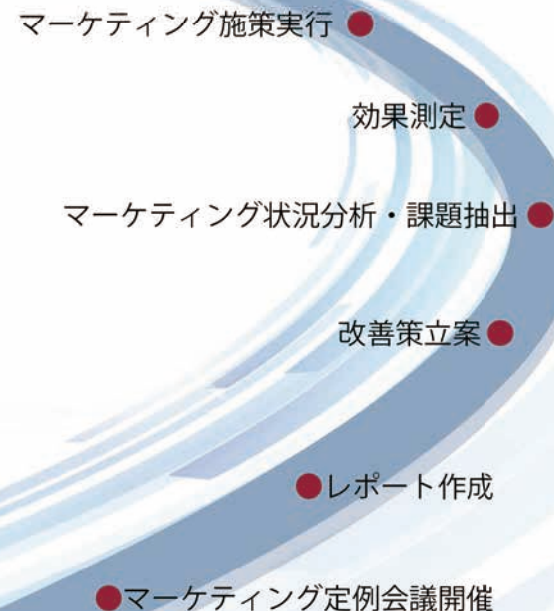 マーケティング施策実行
効果測定
マーケティング状況分析・課題抽出
改善策立案
レポート作成
マーケティング定例会議開催